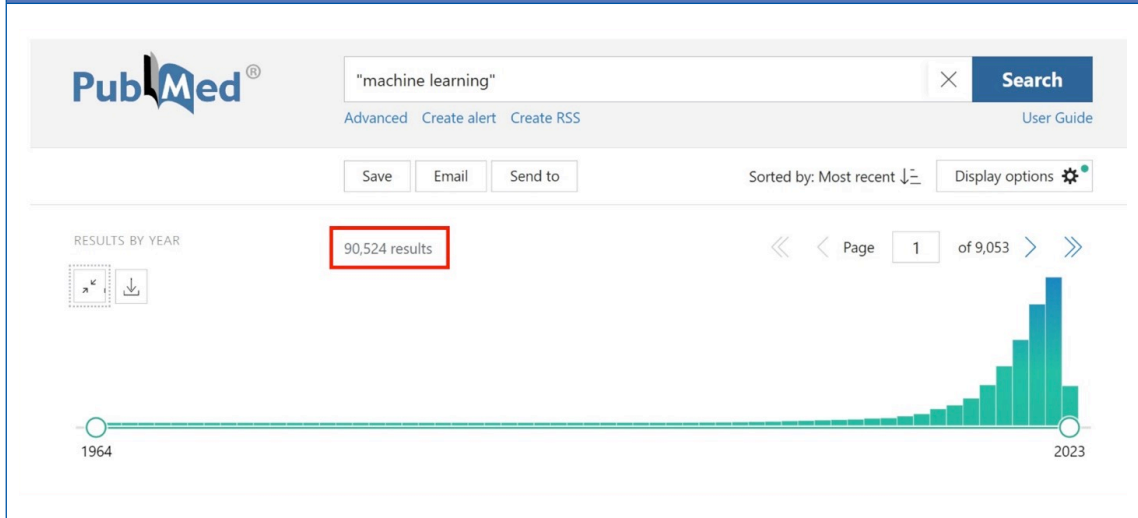 PubMed®
"machine learning"
Search
Advanced Create alert Create RSS
User Guide
Save Email Send to
Sorted by: Most recent
Display options
RESULTS BY YEAR
90,524 results
Page 1 of 9,053
1964
2023